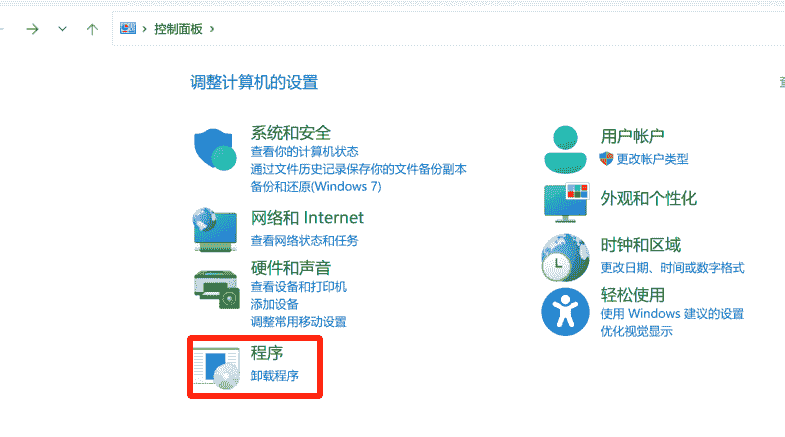 控制面板
调整计算机的设置
系统和安全
查看你的计算机状态
通过文件历史记录保存你的文件备份副本
备份和还原(Windows 7)
网络和 Internet
查看网络状态和任务
硬件和声音
查看设备和打印机
添加设备
调整常用移动设置
程序
卸载程序
用户帐户
更改帐户类型
外观和个性化
时钟和区域
更改日期、时间或数字格式
轻松使用
使用 Windows 建议的设置
优化视觉显示